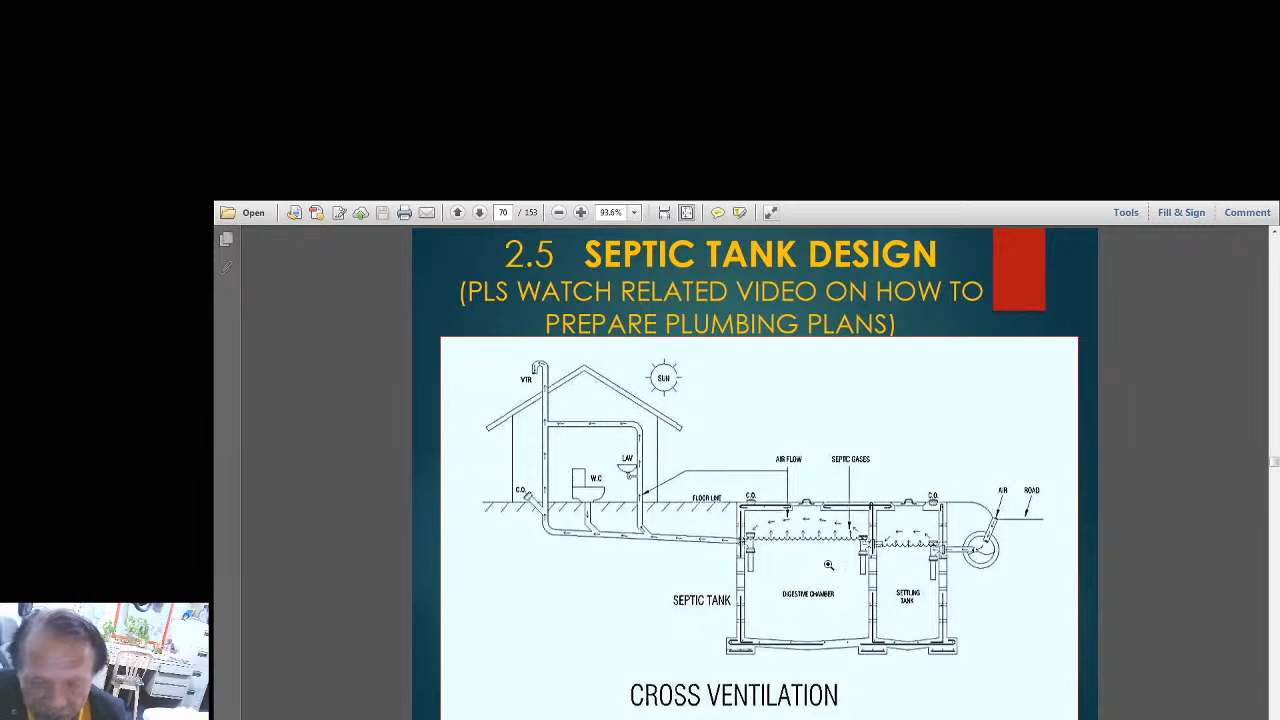 Open
70 / 153
93.6%
Tools
Fill & Sign
Comment
2.5 SEPTIC TANK DESIGN
(PLS WATCH RELATED VIDEO ON HOW TO
PREPARE PLUMBING PLANS)
VTR
SUN
LAV
W.C
C.O.
FLOOR LINE
AIR FLOW
SEPTIC GASES
C.O.
C.O.
AIR
ROAD
SEPTIC TANK
DIGESTIVE CHAMBER
SETTLING
TANK
CROSS VENTILATION